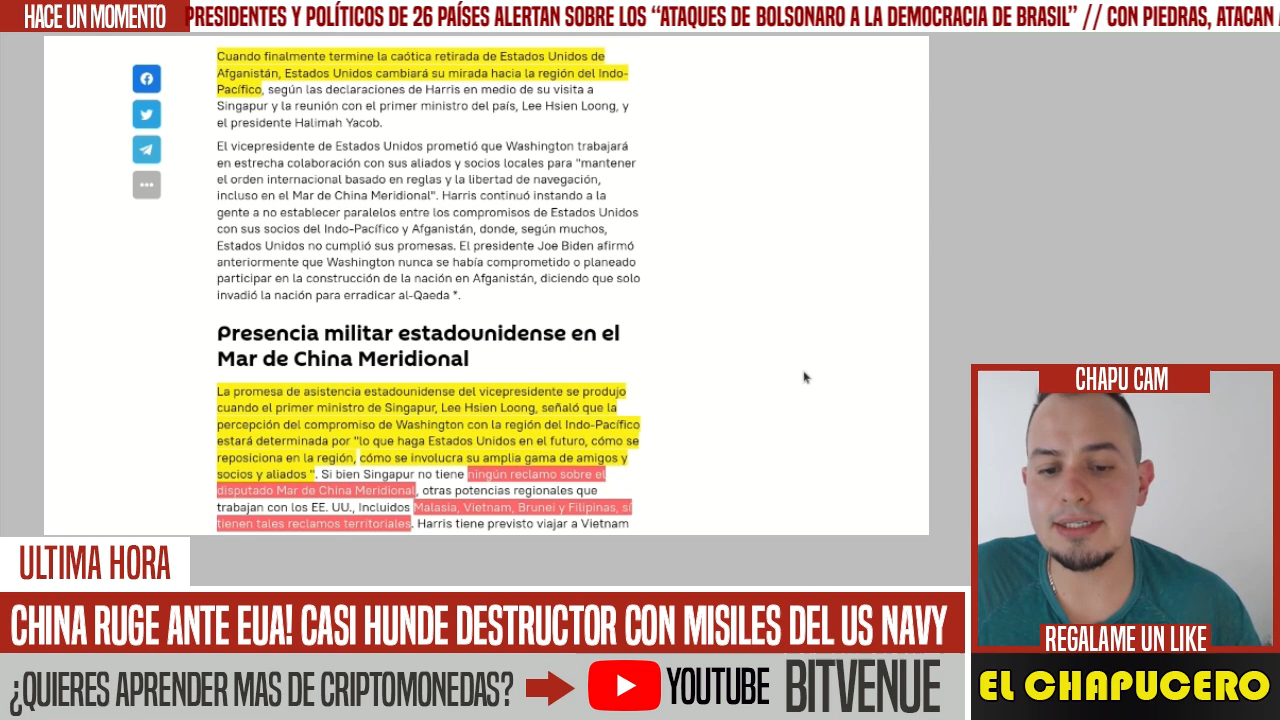 HACE UN MOMENTO
PRESIDENTES Y POLÍTICOS DE 26 PAÍSES ALERTAN SOBRE LOS “ATAQUES DE BOLSONARO A LA DEMOCRACIA DE BRASIL” // CON PIEDRAS, ATACAN
Cuando finalmente termine la caótica retirada de Estados Unidos de
Afganistán, Estados Unidos cambiará su mirada hacia la región del Indo-
Pacífico, según las declaraciones de Harris en medio de su visita a
Singapur y la reunión con el primer ministro del país, Lee Hsien Loong, y
el presidente Halimah Yacob.
El vicepresidente de Estados Unidos prometió que Washington trabajará
en estrecha colaboración con sus aliados y socios locales para "mantener
el orden internacional basado en reglas y la libertad de navegación,
incluso en el Mar de China Meridional". Harris continuó instando a la
gente a no establecer paralelos entre los compromisos de Estados Unidos
con sus socios del Indo-Pacífico y Afganistán, donde, según muchos,
Estados Unidos no cumplió sus promesas. El presidente Joe Biden afirmó
anteriormente que Washington nunca se había comprometido o planeado
participar en la construcción de la nación en Afganistán, diciendo que solo
invadió la nación para erradicar al-Qaeda *.
Presencia militar estadounidense en el
Mar de China Meridional
La promesa de asistencia estadounidense del vicepresidente se produjo
cuando el primer ministro de Singapur, Lee Hsien Loong, señaló que la
percepción del compromiso de Washington con la región del Indo-Pacífico
estará determinada por "lo que haga Estados Unidos en el futuro, cómo se
reposiciona en la región, cómo se involucra su amplia gama de amigos y
socios y aliados ". Si bien Singapur no tiene ningún reclamo sobre el
disputado Mar de China Meridional, otras potencias regionales que
trabajan con los EE. UU., Incluidos Malasia, Vietnam, Brunei y Filipinas, sí
tienen tales reclamos territoriales. Harris tiene previsto viajar a Vietnam
CHAPU CAM
REGALAME UN LIKE
EL CHAPUCERO
ULTIMA HORA
CHINA RUGE ANTE EUA! CASI HUNDE DESTRUCTOR CON MISILES DEL US NAVY
¿QUIERES APRENDER MAS DE CRIPTOMONEDAS? YOUTUBE BITVENUE